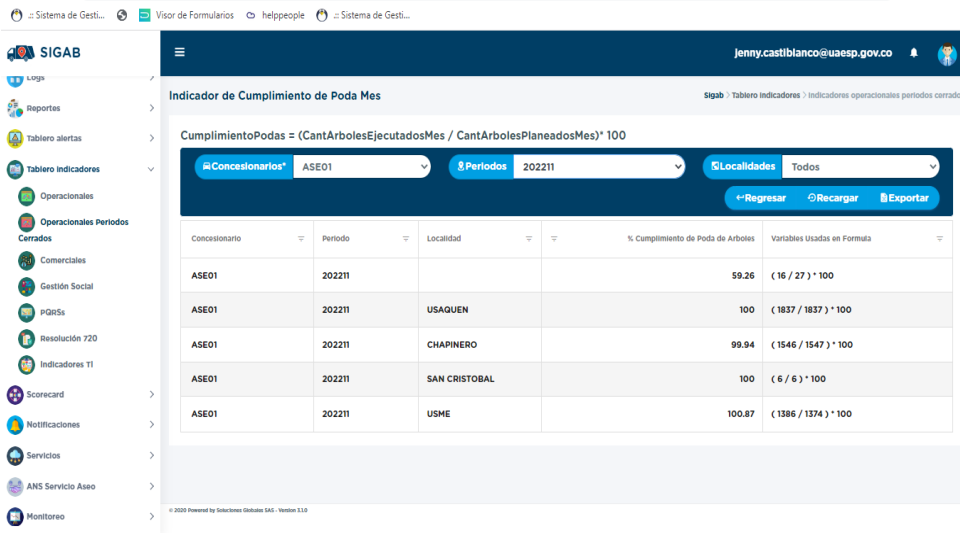 .:: Sistema de Gesti... Visor de Formularios helppeople .:: Sistema de Gesti...
SIGAB
jenny.castiblanco@uaesp.gov.co
Logs
Reportes
Tablero alertas
Tablero Indicadores
Operacionales
Operacionales Periodos
Cerrados
Comerciales
Gestión Social
PQRSs
Resolución 720
Indicadores TI
Scorecard
Notificaciones
Servicios
ANS Servicio Aseo
Monitoreo
Indicador de Cumplimiento de Poda Mes
Sigab > Tablero Indicadores > Indicadores operacionales periodos cerrado
CumplimientoPodas = (CantArbolesEjecutadosMes / CantArbolesPlaneadosMes)* 100
Concesionarios* ASE01 Periodos 202211 Localidades Todos
Regresar Recargar Exportar
Concesionario Periodo Localidad % Cumplimiento de Poda de Arboles Variables Usadas en Formula
ASE01 202211 59.26 ( 16 / 27 ) * 100
ASE01 202211 USAQUEN 100 ( 1837 / 1837 ) * 100
ASE01 202211 CHAPINERO 99.94 ( 1546 / 1547 ) * 100
ASE01 202211 SAN CRISTOBAL 100 ( 6 / 6 ) * 100
ASE01 202211 USME 100.87 ( 1386 / 1374 ) * 100
© 2020 Powered by Soluciones Globales SAS - Version 3.1.0